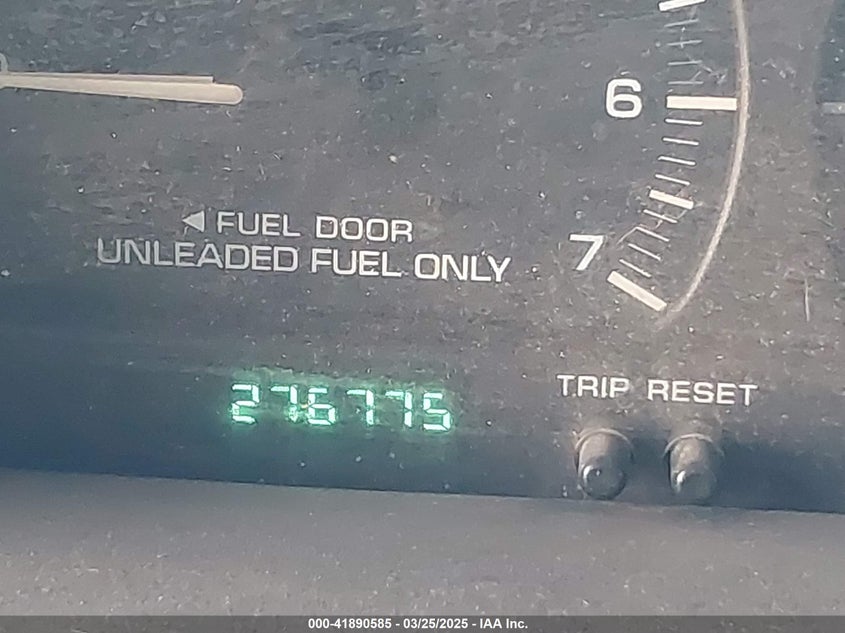 6
◀ FUEL DOOR
UNLEADED FUEL ONLY
7
276775
TRIP RESET
000-41890585 - 03/25/2025 - IAA Inc.